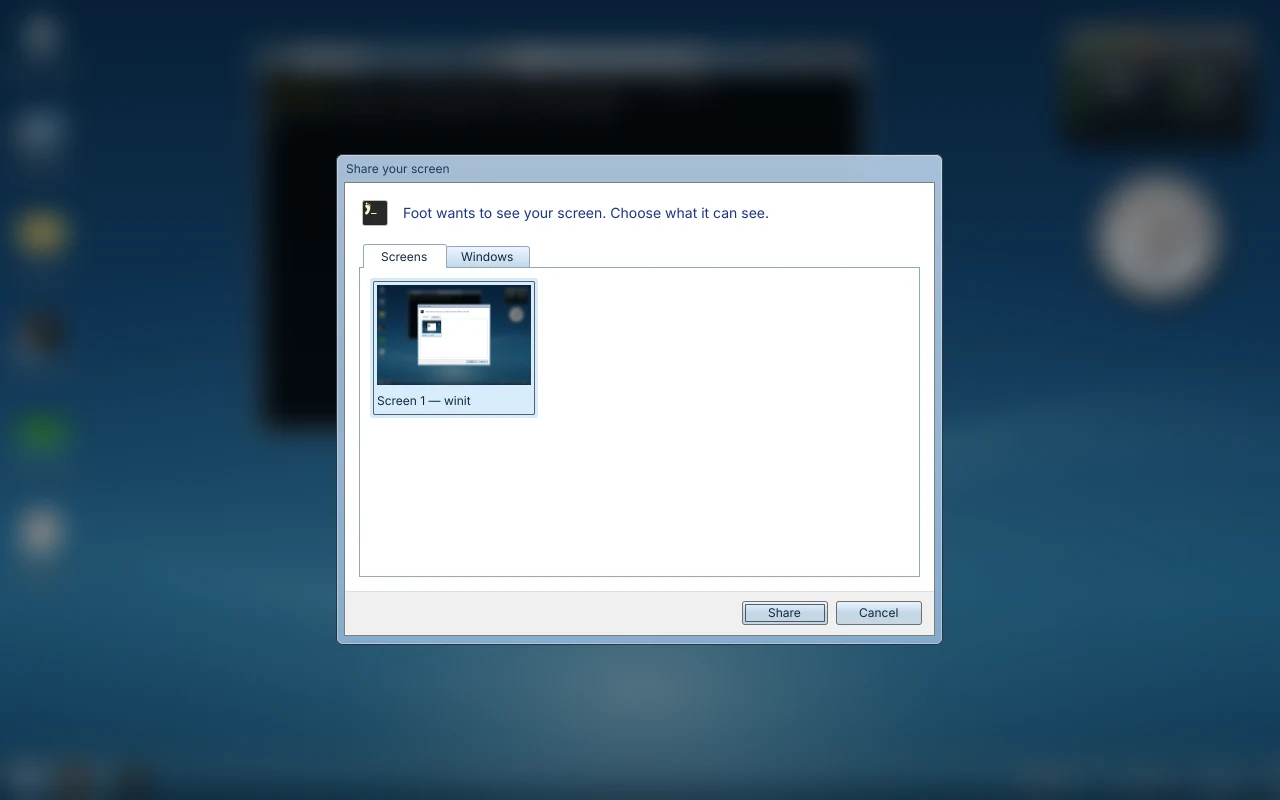 Share your screen
Foot wants to see your screen. Choose what it can see.
Screens
Windows
Screen 1 — winit
Share
Cancel